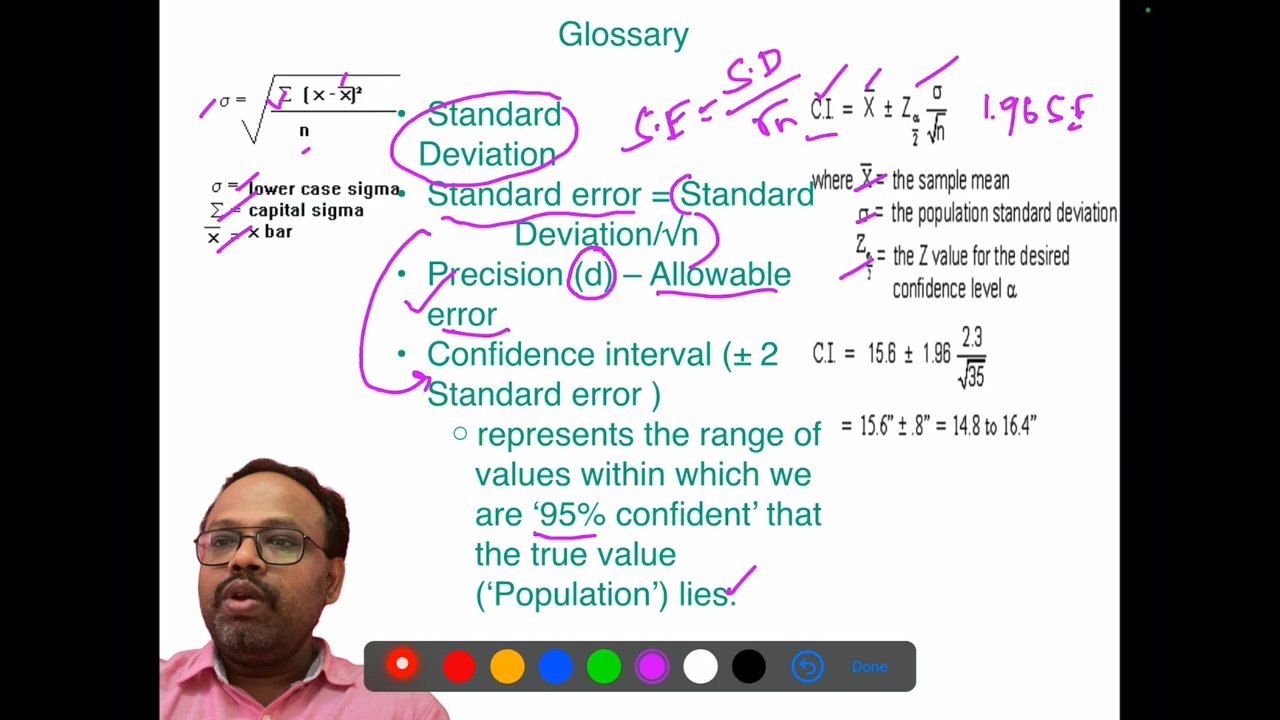 Glossary
σ = √ Σ (x - x̄)²
n
σ = lower case sigma
Σ = capital sigma
x̄ = x bar
• Standard
Deviation
• Standard error = Standard
Deviation/√n
• Precision (d) – Allowable
error
• Confidence interval (± 2
Standard error )
○ represents the range of
values within which we
are ‘95% confident’ that
the true value
(‘Population’) lies.
S.E = S.D / √n
C.I. = X̄ ± Z α/2 σ/√n
1.96 S.E
where X̄ = the sample mean
σ = the population standard deviation
Z α/2 = the Z value for the desired
confidence level α
C.I. = 15.6 ± 1.96 2.3/√35
= 15.6” ± .8” = 14.8 to 16.4”
Done